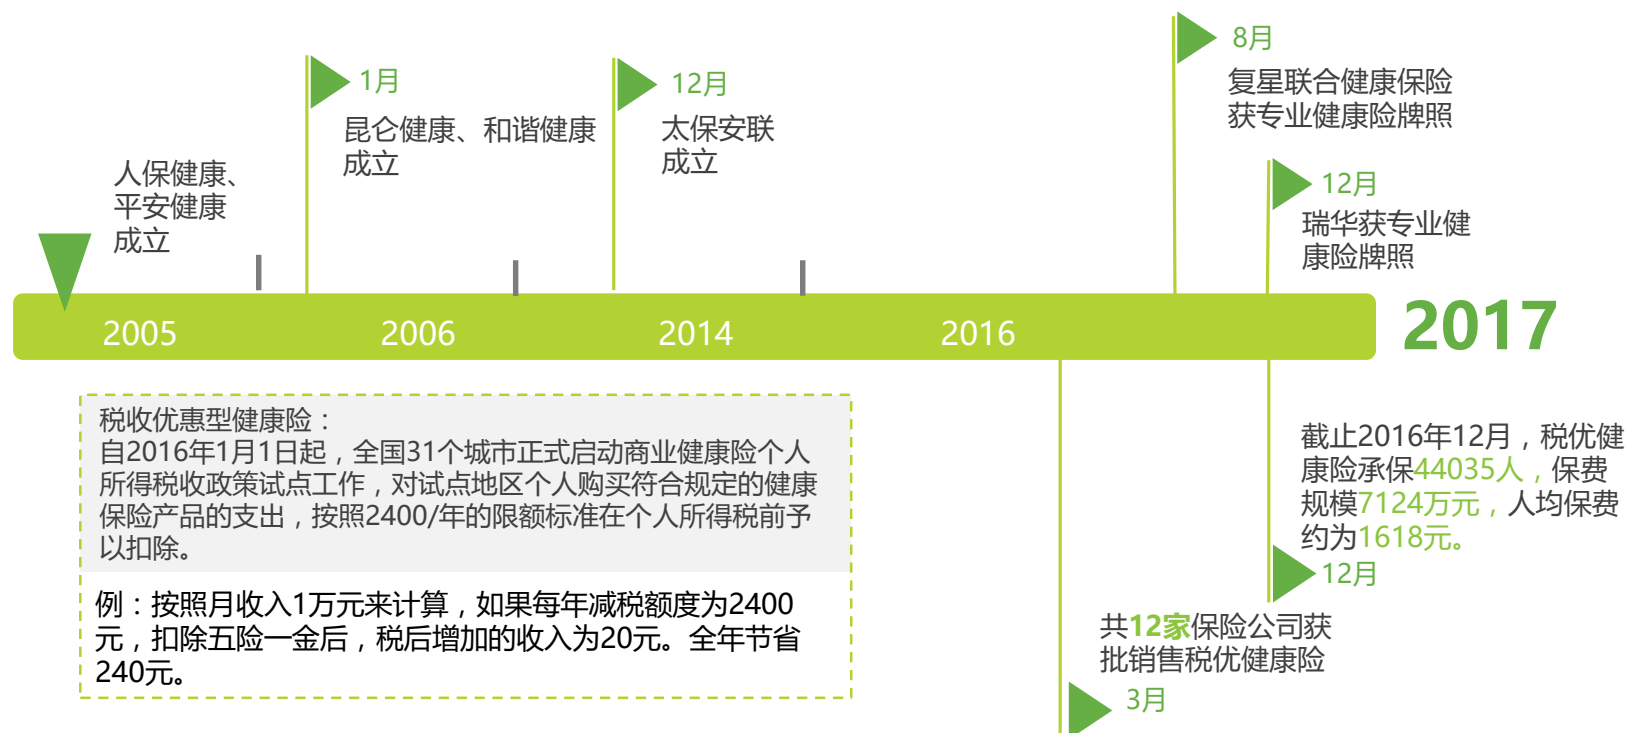 人保健康、
平安健康
成立
1月
昆仑健康、和谐健康
成立
12月
太保安联
成立
8月
复星联合健康保险
获专业健康险牌照
12月
瑞华获专业健
康险牌照
2005
2006
2014
2016
2017
税收优惠型健康险：
自2016年1月1日起，全国31个城市正式启动商业健康险个人
所得税收政策试点工作，对试点地区个人购买符合规定的健康
保险产品的支出，按照2400/年的限额标准在个人所得税前予
以扣除。
例：按照月收入1万元来计算，如果每年减税额度为2400
元，扣除五险一金后，税后增加的收入为20元。全年节省
240元。
共12家保险公司获
批销售税优健康险
3月
截止2016年12月，税优健
康险承保44035人，保费
规模7124万元，人均保费
约为1618元。
12月